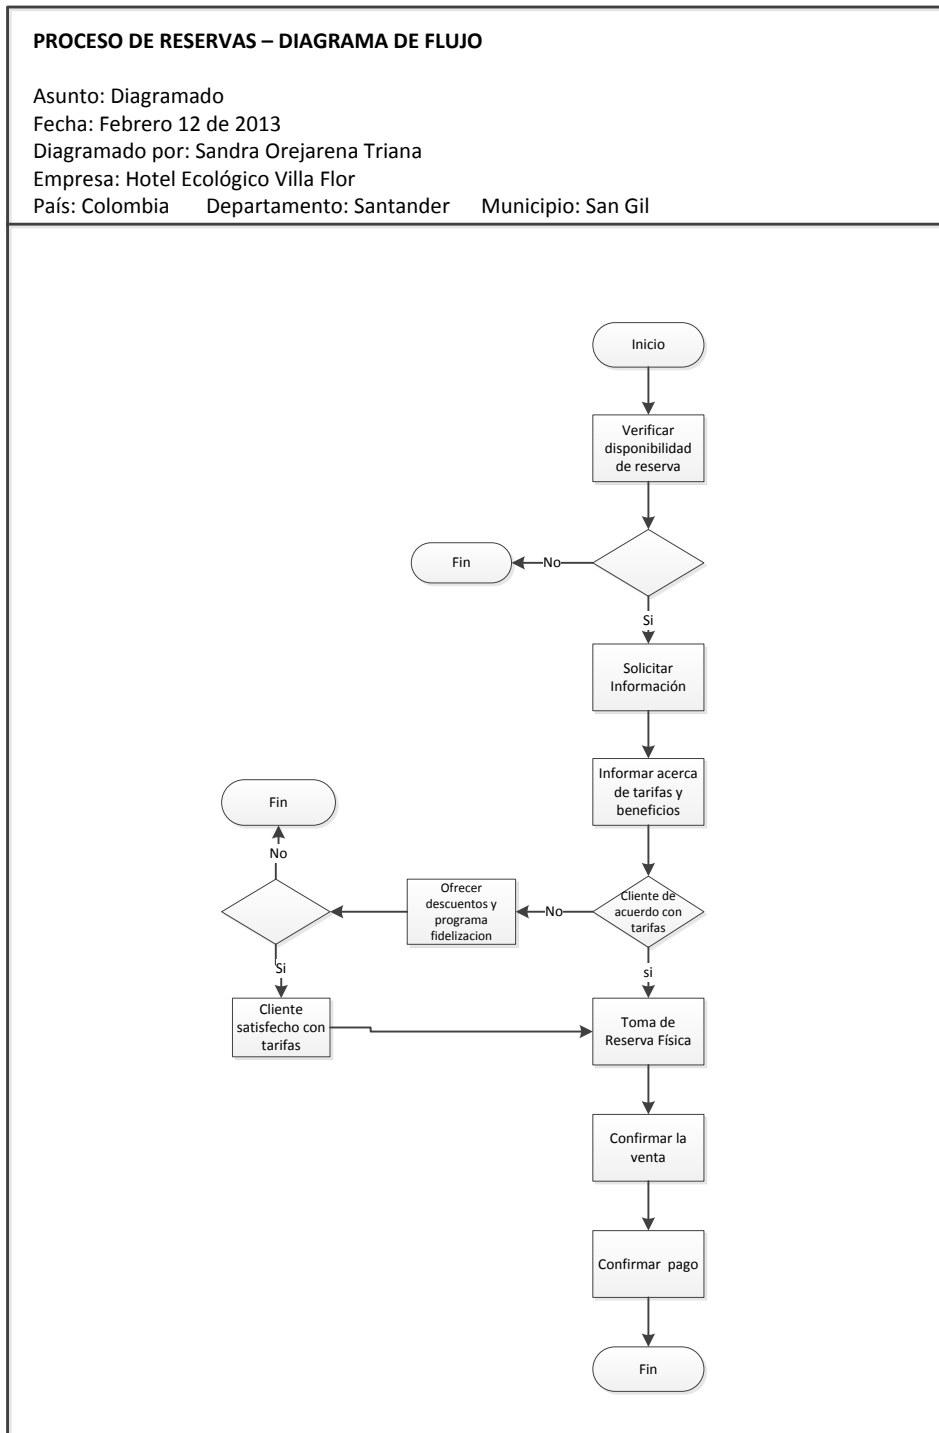 PROCESO DE RESERVAS – DIAGRAMA DE FLUJO
Asunto: Diagramado
Fecha: Febrero 12 de 2013
Diagramado por: Sandra Orejarena Triana
Empresa: Hotel Ecológico Villa Flor
País: Colombia Departamento: Santander Municipio: San Gil
Inicio
Verificar
disponibilidad
de reserva
No
Fin
Si
Solicitar
Información
Informar acerca
de tarifas y
beneficios
Cliente de
acuerdo con
tarifas
No
Ofrecer
descuentos y
programa
fidelizacion
No
Fin
Si
Cliente
satisfecho con
tarifas
si
Toma de
Reserva Física
Confirmar la
venta
Confirmar pago
Fin